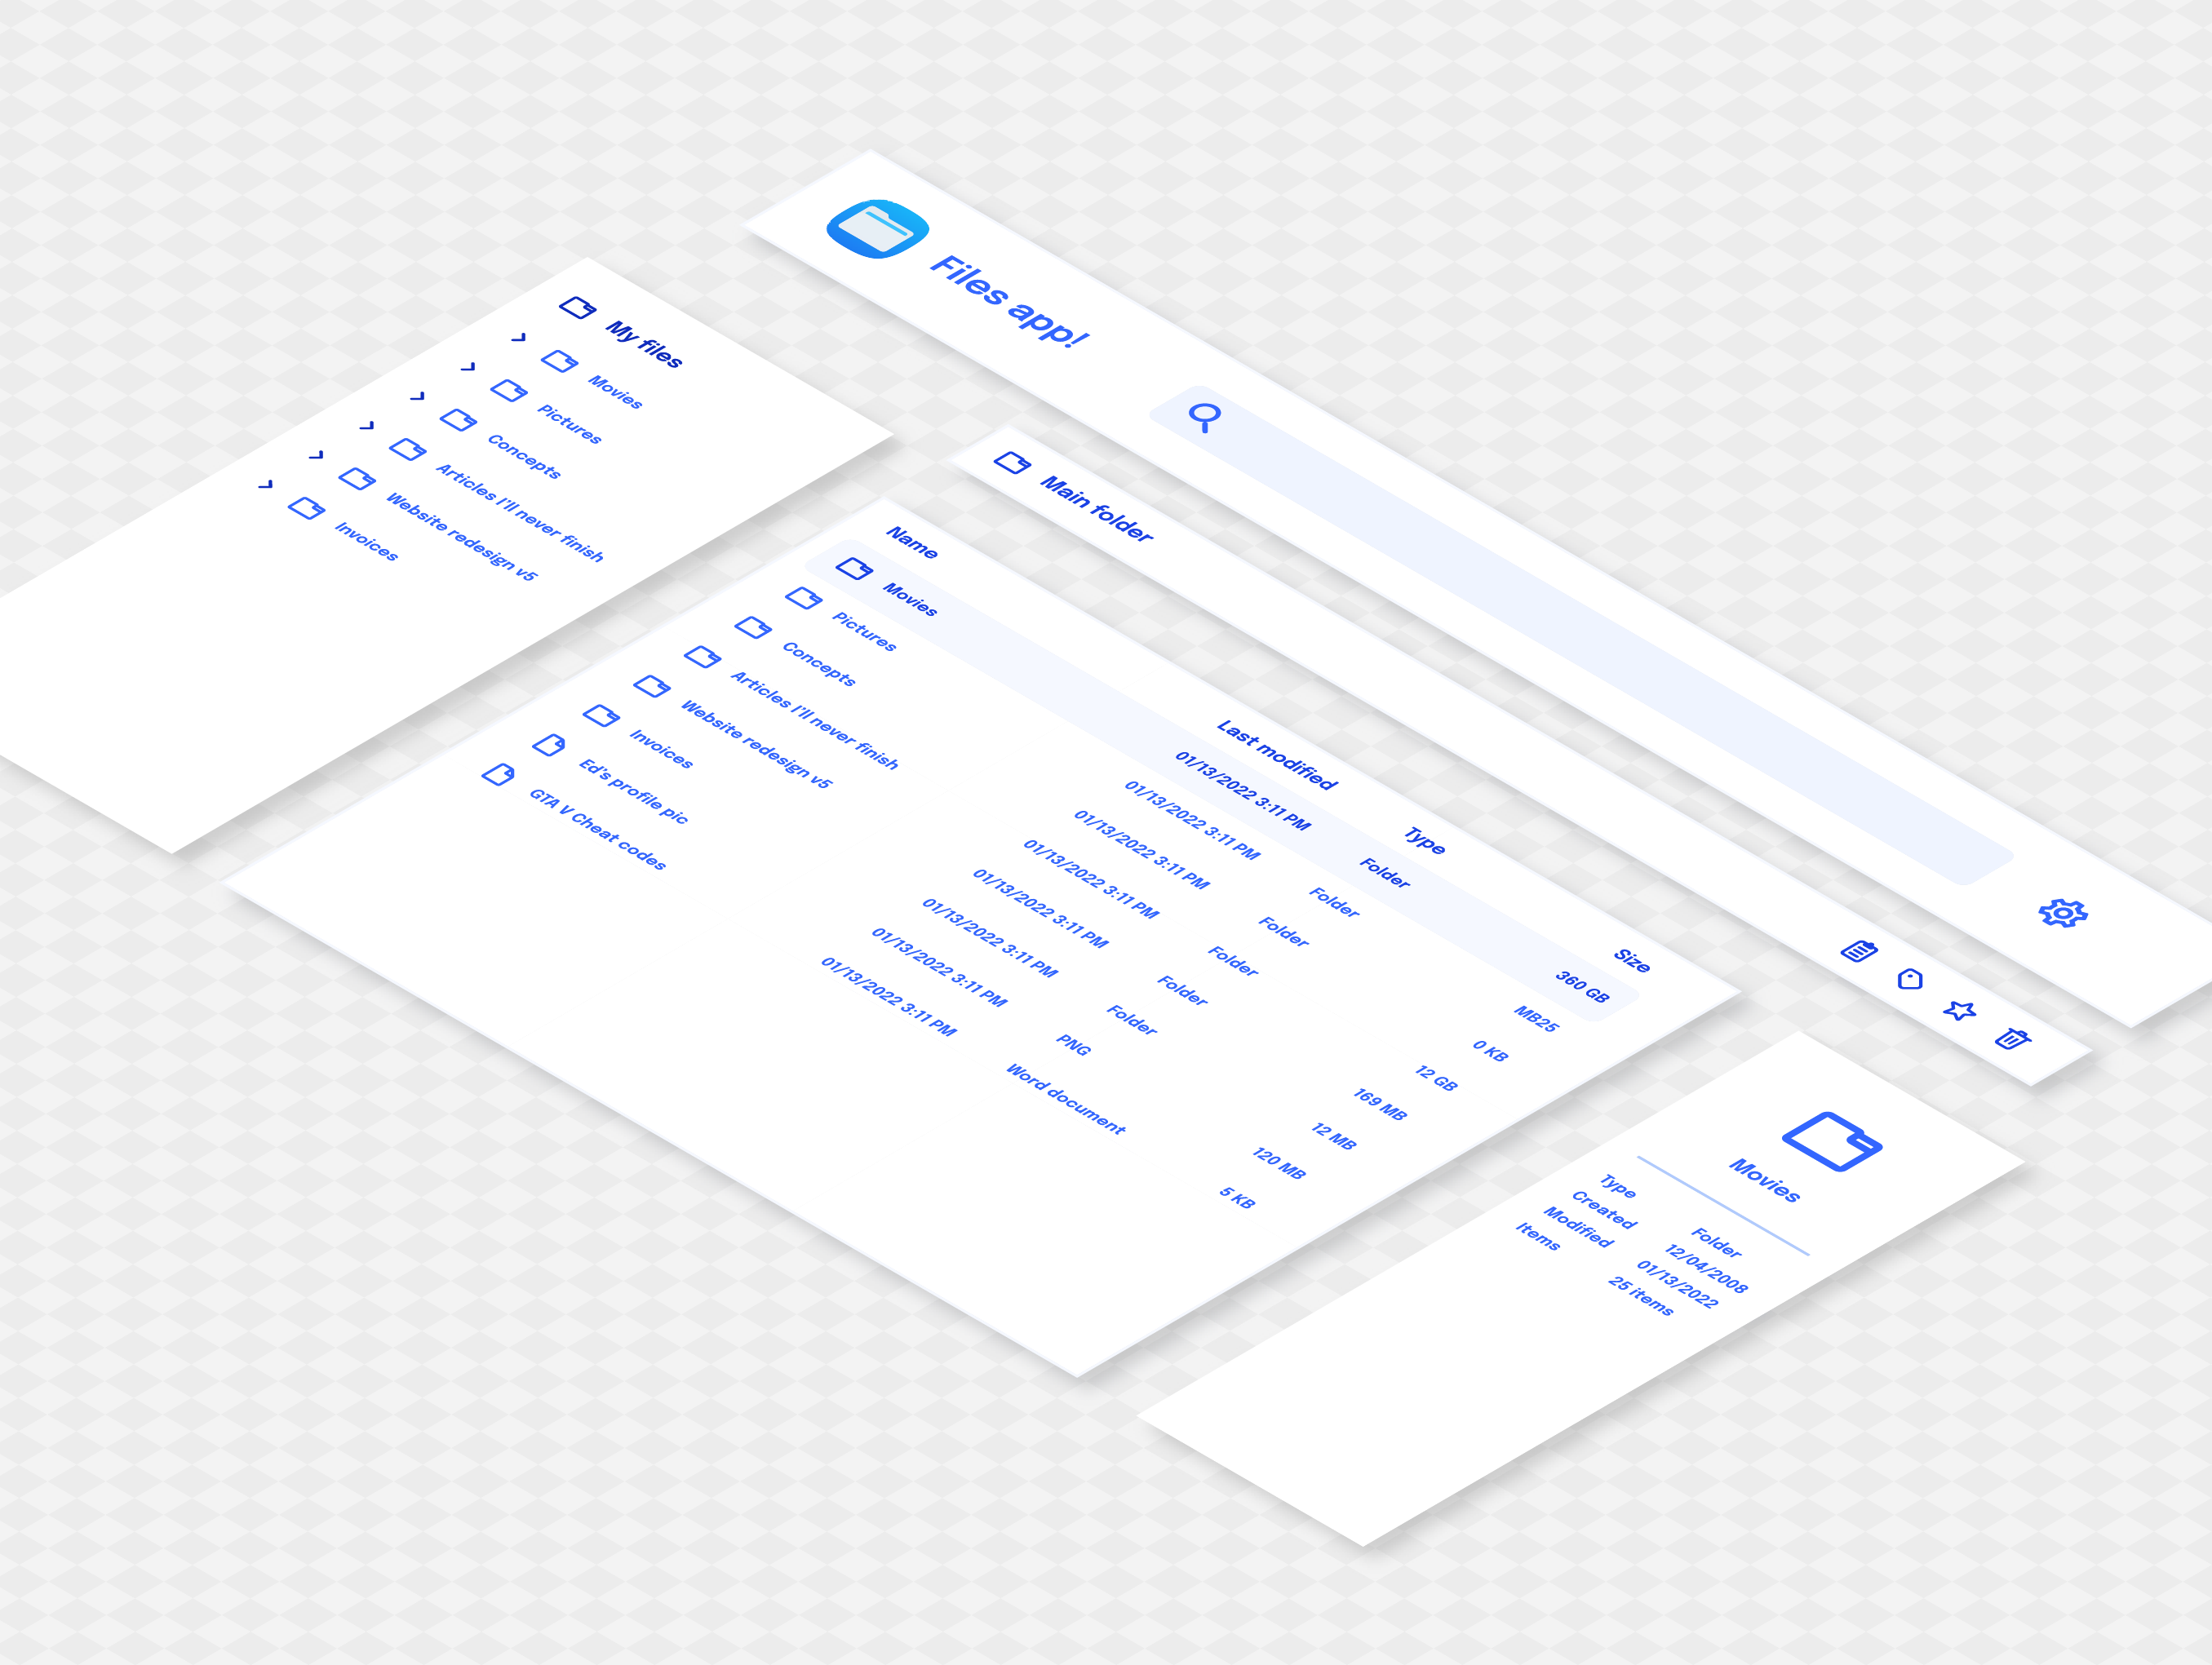 Files app!
My files
Movies
Pictures
Concepts
Articles I'll never finish
Website redesign v5
Invoices
Main folder
Name Last modified Type Size
Movies 01/13/2022 3:11 PM Folder 360 GB
Pictures 01/13/2022 3:11 PM Folder MB25
Concepts 01/13/2022 3:11 PM Folder 0 KB
Articles I'll never finish 01/13/2022 3:11 PM Folder 12 GB
Website redesign v5 01/13/2022 3:11 PM Folder 169 MB
Invoices 01/13/2022 3:11 PM Folder 12 MB
Ed's profile pic 01/13/2022 3:11 PM PNG 120 MB
GTA V Cheat codes 01/13/2022 3:11 PM Word document 5 KB
Movies
Type Folder
Created 12/04/2008
Modified 01/13/2022
Items 25 items